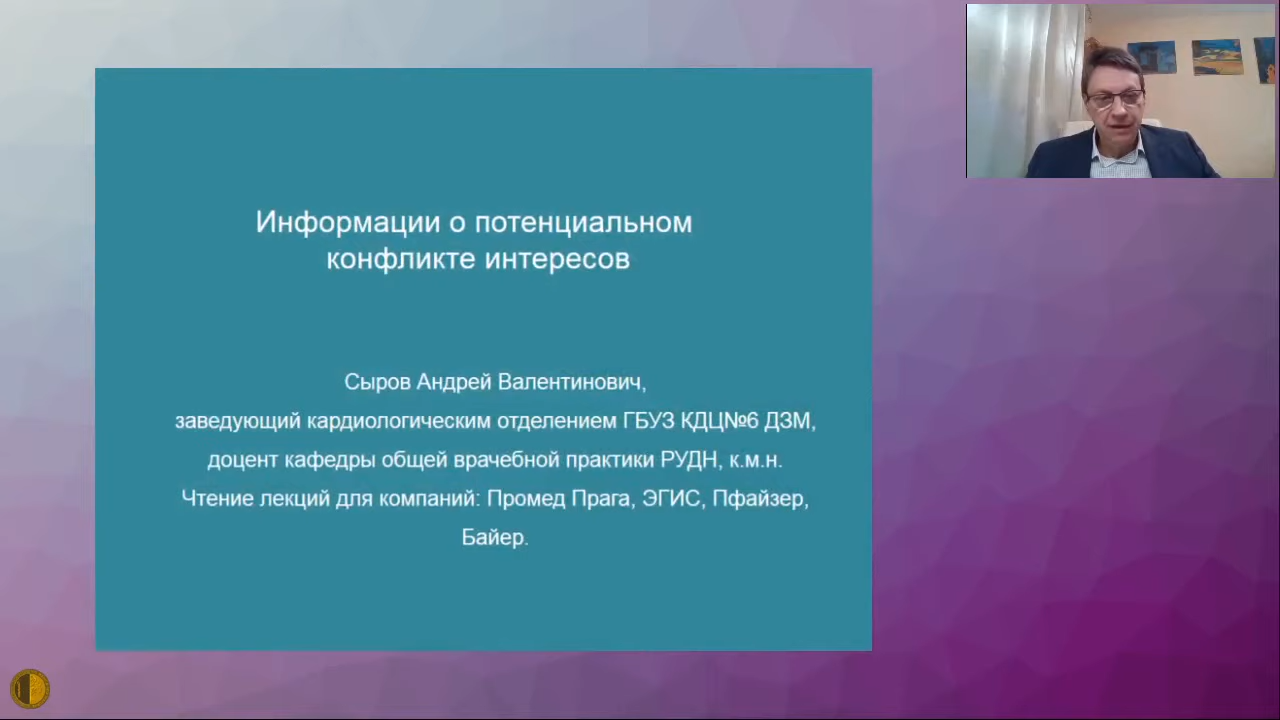 Информации о потенциальном
конфликте интересов
Сыров Андрей Валентинович,
заведующий кардиологическим отделением ГБУЗ КДЦ№6 ДЗМ,
доцент кафедры общей врачебной практики РУДН, к.м.н.
Чтение лекций для компаний: Промед Прага, ЭГИС, Пфайзер,
Байер.